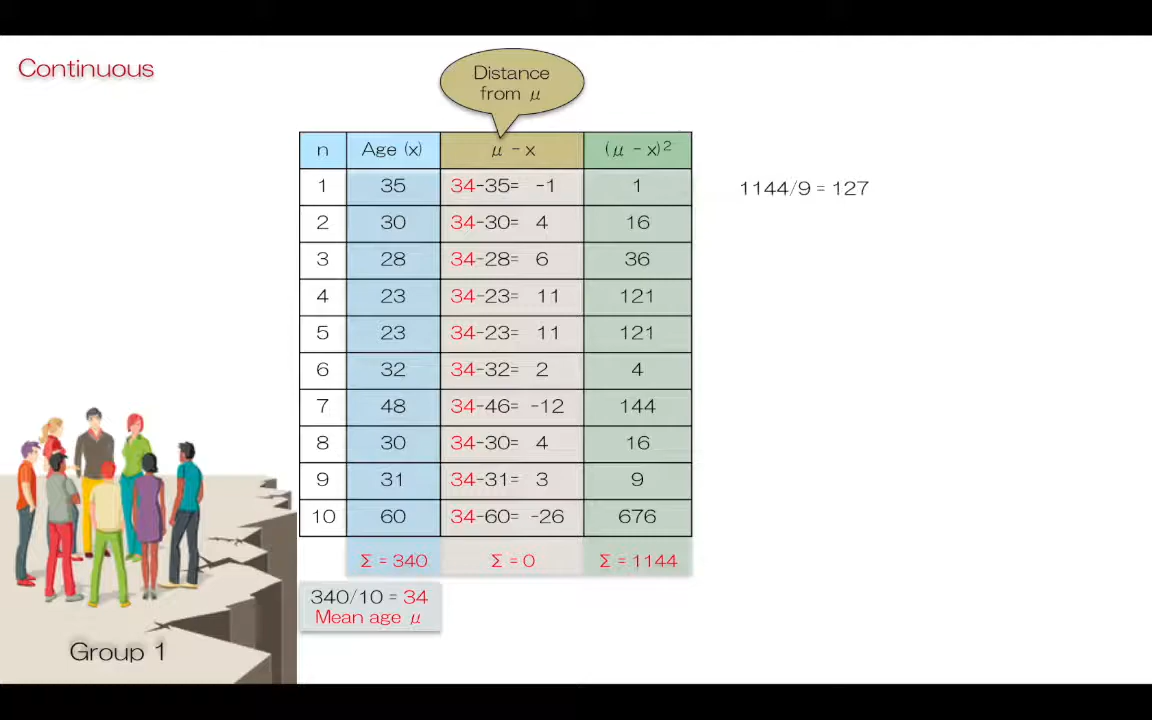 Continuous
Distance
from μ
n Age (x) μ - x (μ - x)²
1 35 34-35= -1 1
2 30 34-30= 4 16
3 28 34-28= 6 36
4 23 34-23= 11 121
5 23 34-23= 11 121
6 32 34-32= 2 4
7 48 34-46= -12 144
8 30 34-30= 4 16
9 31 34-31= 3 9
10 60 34-60= -26 676
Σ = 340 Σ = 0 Σ = 1144
340/10 = 34
Mean age μ
1144/9 = 127
Group 1